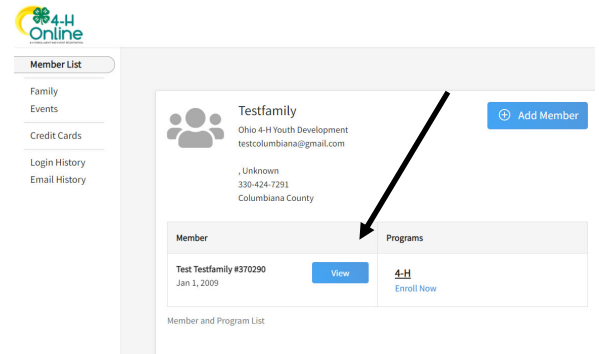 4-H
Online
Member List
Family
Events
Credit Cards
Login History
Email History
Testfamily
Ohio 4-H Youth Development
testcolumbiana@gmail.com
, Unknown
330-424-7291
Columbiana County
Add Member
Member
Programs
Test Testfamily #370290
Jan 1, 2009
View
4-H
Enroll Now
Member and Program List